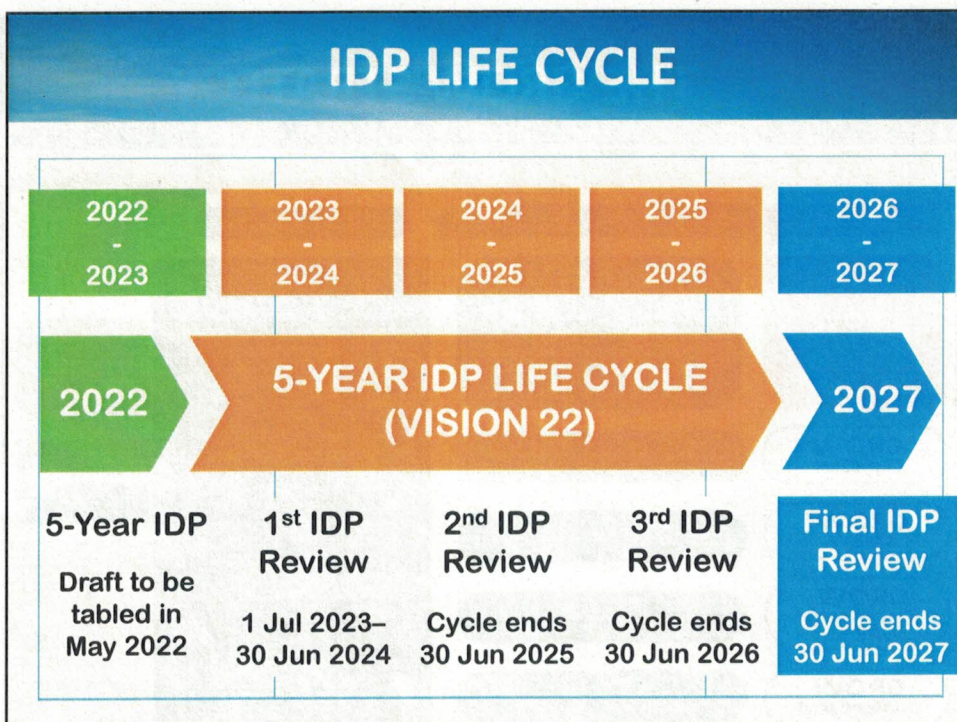 IDP LIFE CYCLE
2022
-
2023
2023
-
2024
2024
-
2025
2025
-
2026
2026
-
2027
2022
5-YEAR IDP LIFE CYCLE
(VISION 22)
2027
5-Year IDP
Draft to be
tabled in
May 2022
1st IDP
Review
1 Jul 2023–
30 Jun 2024
2nd IDP
Review
Cycle ends
30 Jun 2025
3rd IDP
Review
Cycle ends
30 Jun 2026
Final IDP
Review
Cycle ends
30 Jun 2027